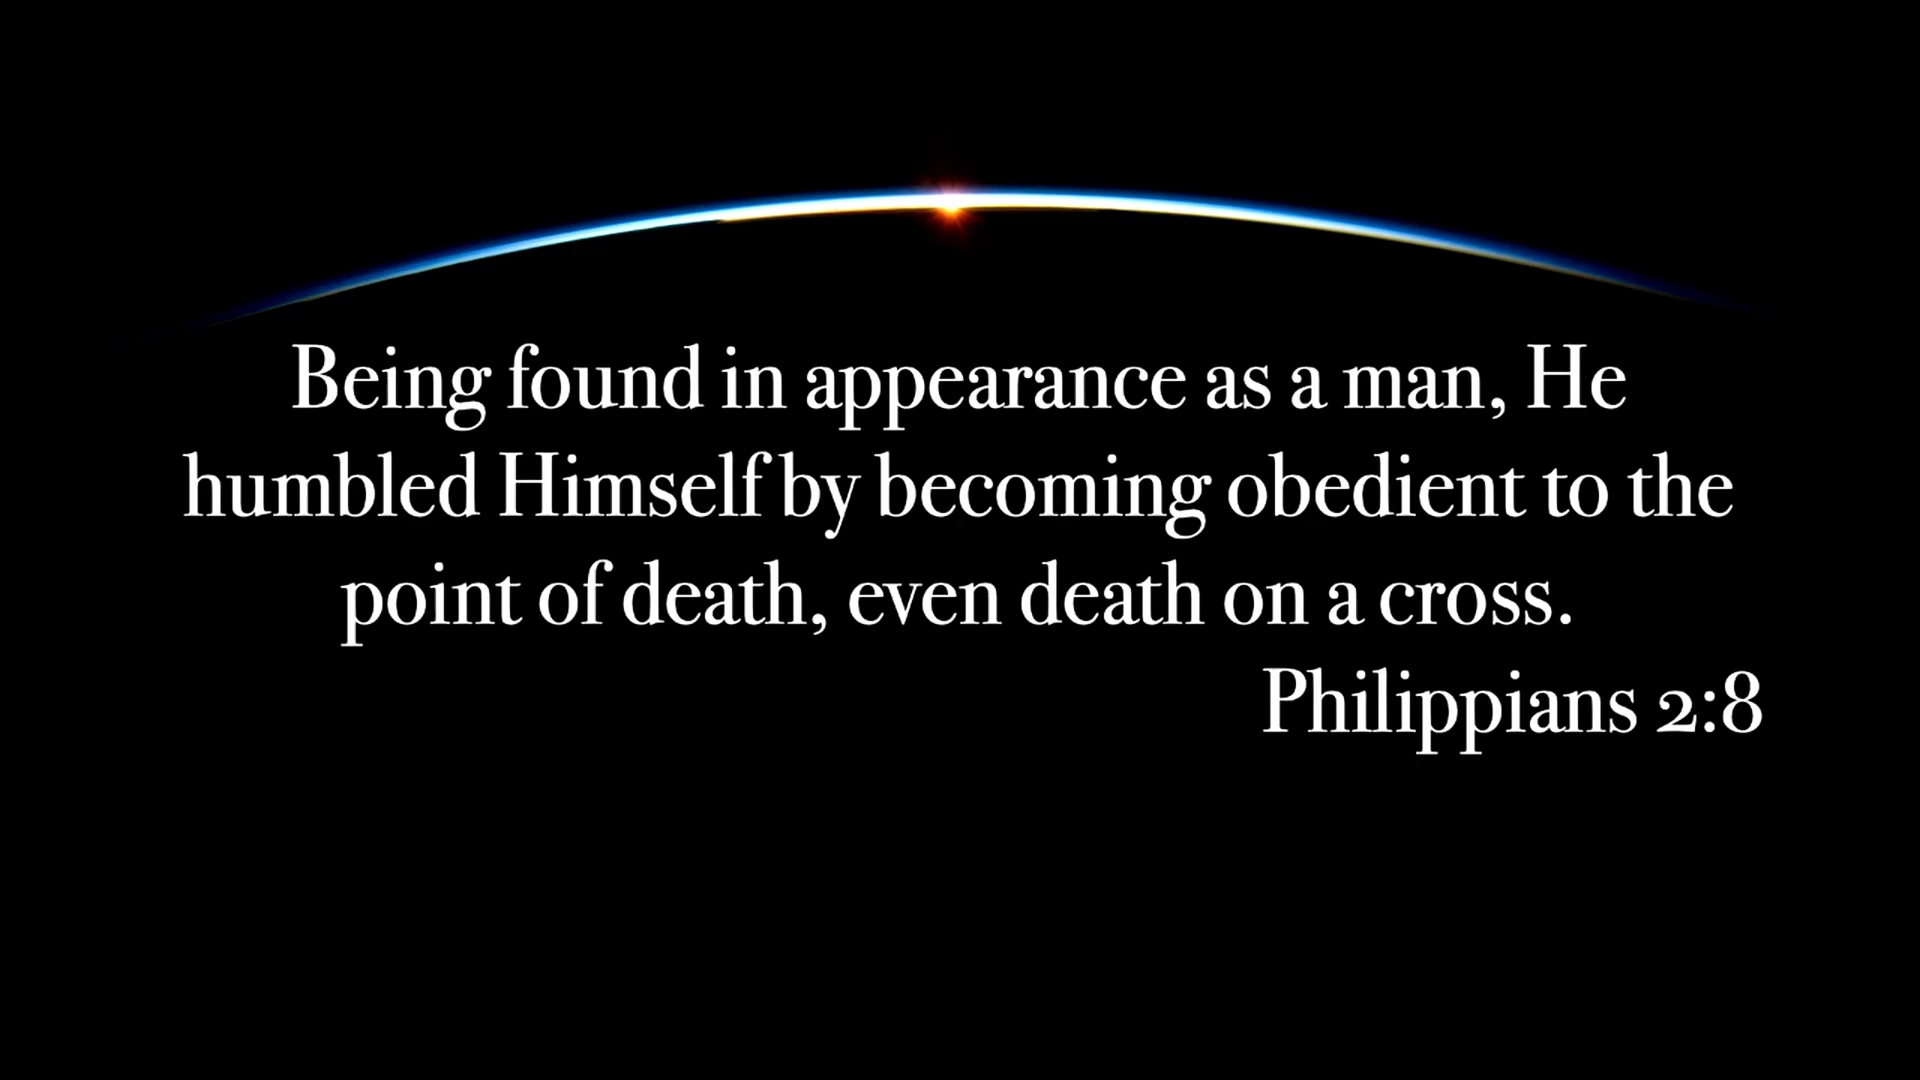 Being found in appearance as a man, He
humbled Himself by becoming obedient to the
point of death, even death on a cross.
Philippians 2:8